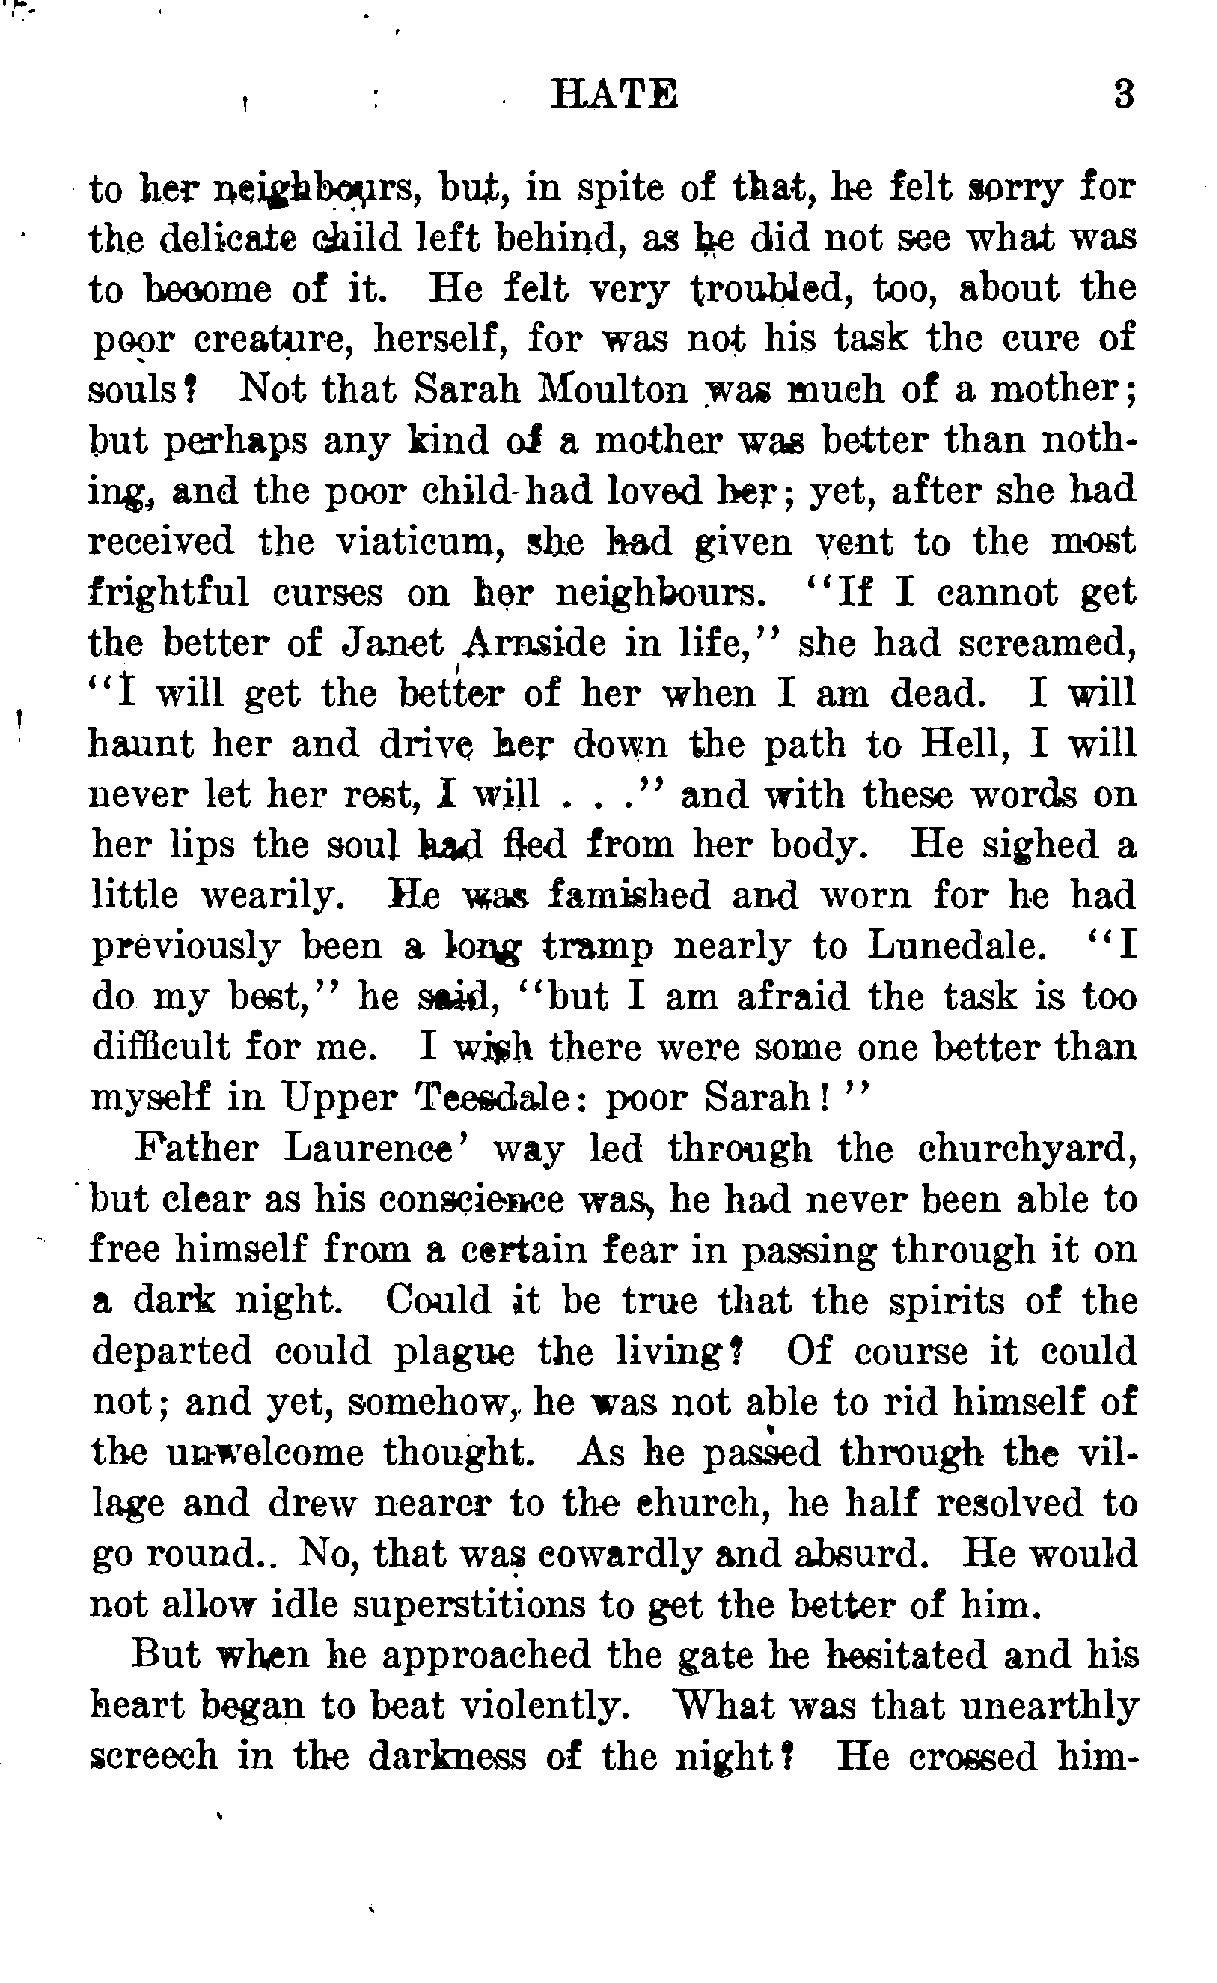 HATE 3
to her neighbours, but, in spite of that, he felt sorry for
the delicate child left behind, as he did not see what was
to become of it. He felt very troubled, too, about the
poor creature, herself, for was not his task the cure of
souls? Not that Sarah Moulton was much of a mother;
but perhaps any kind of a mother was better than noth-
ing, and the poor child had loved her; yet, after she had
received the viaticum, she had given vent to the most
frightful curses on her neighbours. "If I cannot get
the better of Janet Arnside in life," she had screamed,
"I will get the better of her when I am dead. I will
haunt her and drive her down the path to Hell, I will
never let her rest, I will . . ." and with these words on
her lips the soul had fled from her body. He sighed a
little wearily. He was famished and worn for he had
previously been a long tramp nearly to Lunedale. "I
do my best," he said, "but I am afraid the task is too
difficult for me. I wish there were some one better than
myself in Upper Teesdale: poor Sarah!"
Father Laurence' way led through the churchyard,
but clear as his conscience was, he had never been able to
free himself from a certain fear in passing through it on
a dark night. Could it be true that the spirits of the
departed could plague the living? Of course it could
not; and yet, somehow, he was not able to rid himself of
the unwelcome thought. As he passed through the vil-
lage and drew nearer to the church, he half resolved to
go round.. No, that was cowardly and absurd. He would
not allow idle superstitions to get the better of him.
But when he approached the gate he hesitated and his
heart began to beat violently. What was that unearthly
screech in the darkness of the night? He crossed him-